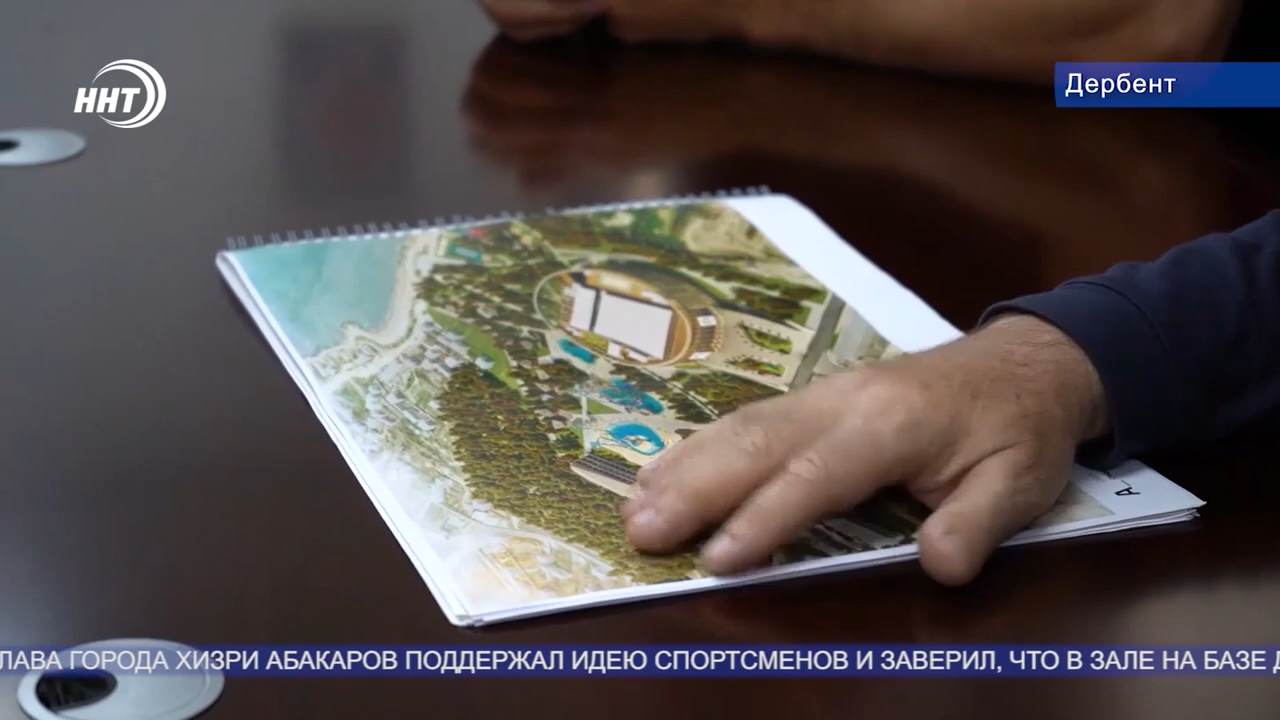 ННТ
Дербент
ЛАВА ГОРОДА ХИЗРИ АБАКАРОВ ПОДДЕРЖАЛ ИДЕЮ СПОРТСМЕНОВ И ЗАВЕРИЛ, ЧТО В ЗАЛЕ НА БАЗЕ Д